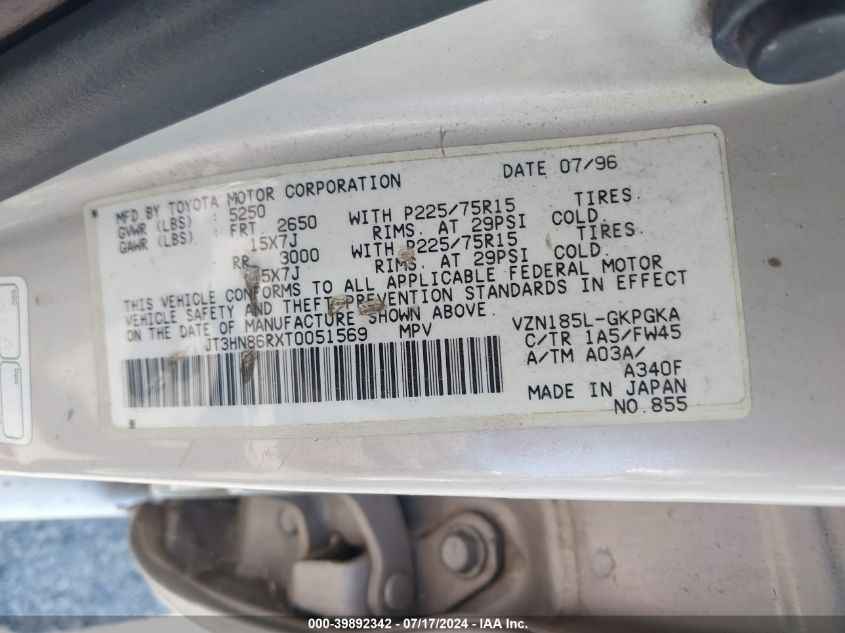 MFD.BY TOYOTA MOTOR CORPORATION DATE 07/96
GVWR (LBS) : 5250
GAWR (LBS): FRT 2650 WITH P225/75R15 TIRES.
15X7J RIMS. AT 29PSI COLD.
RR 3000 WITH P225/75R15 TIRES.
15X7J RIMS. AT 29PSI COLD.
THIS VEHICLE CONFORMS TO ALL APPLICABLE FEDERAL MOTOR
VEHICLE SAFETY AND THEFT PREVENTION STANDARDS IN EFFECT
ON THE DATE OF MANUFACTURE SHOWN ABOVE.
JT3HN86RXT0051569 MPV VZN185L-GKPGKA
C/TR 1A5/FW45
A/TM A03A/
A340F
MADE IN JAPAN
NO.855
000-39892342 - 07/17/2024 - IAA Inc.